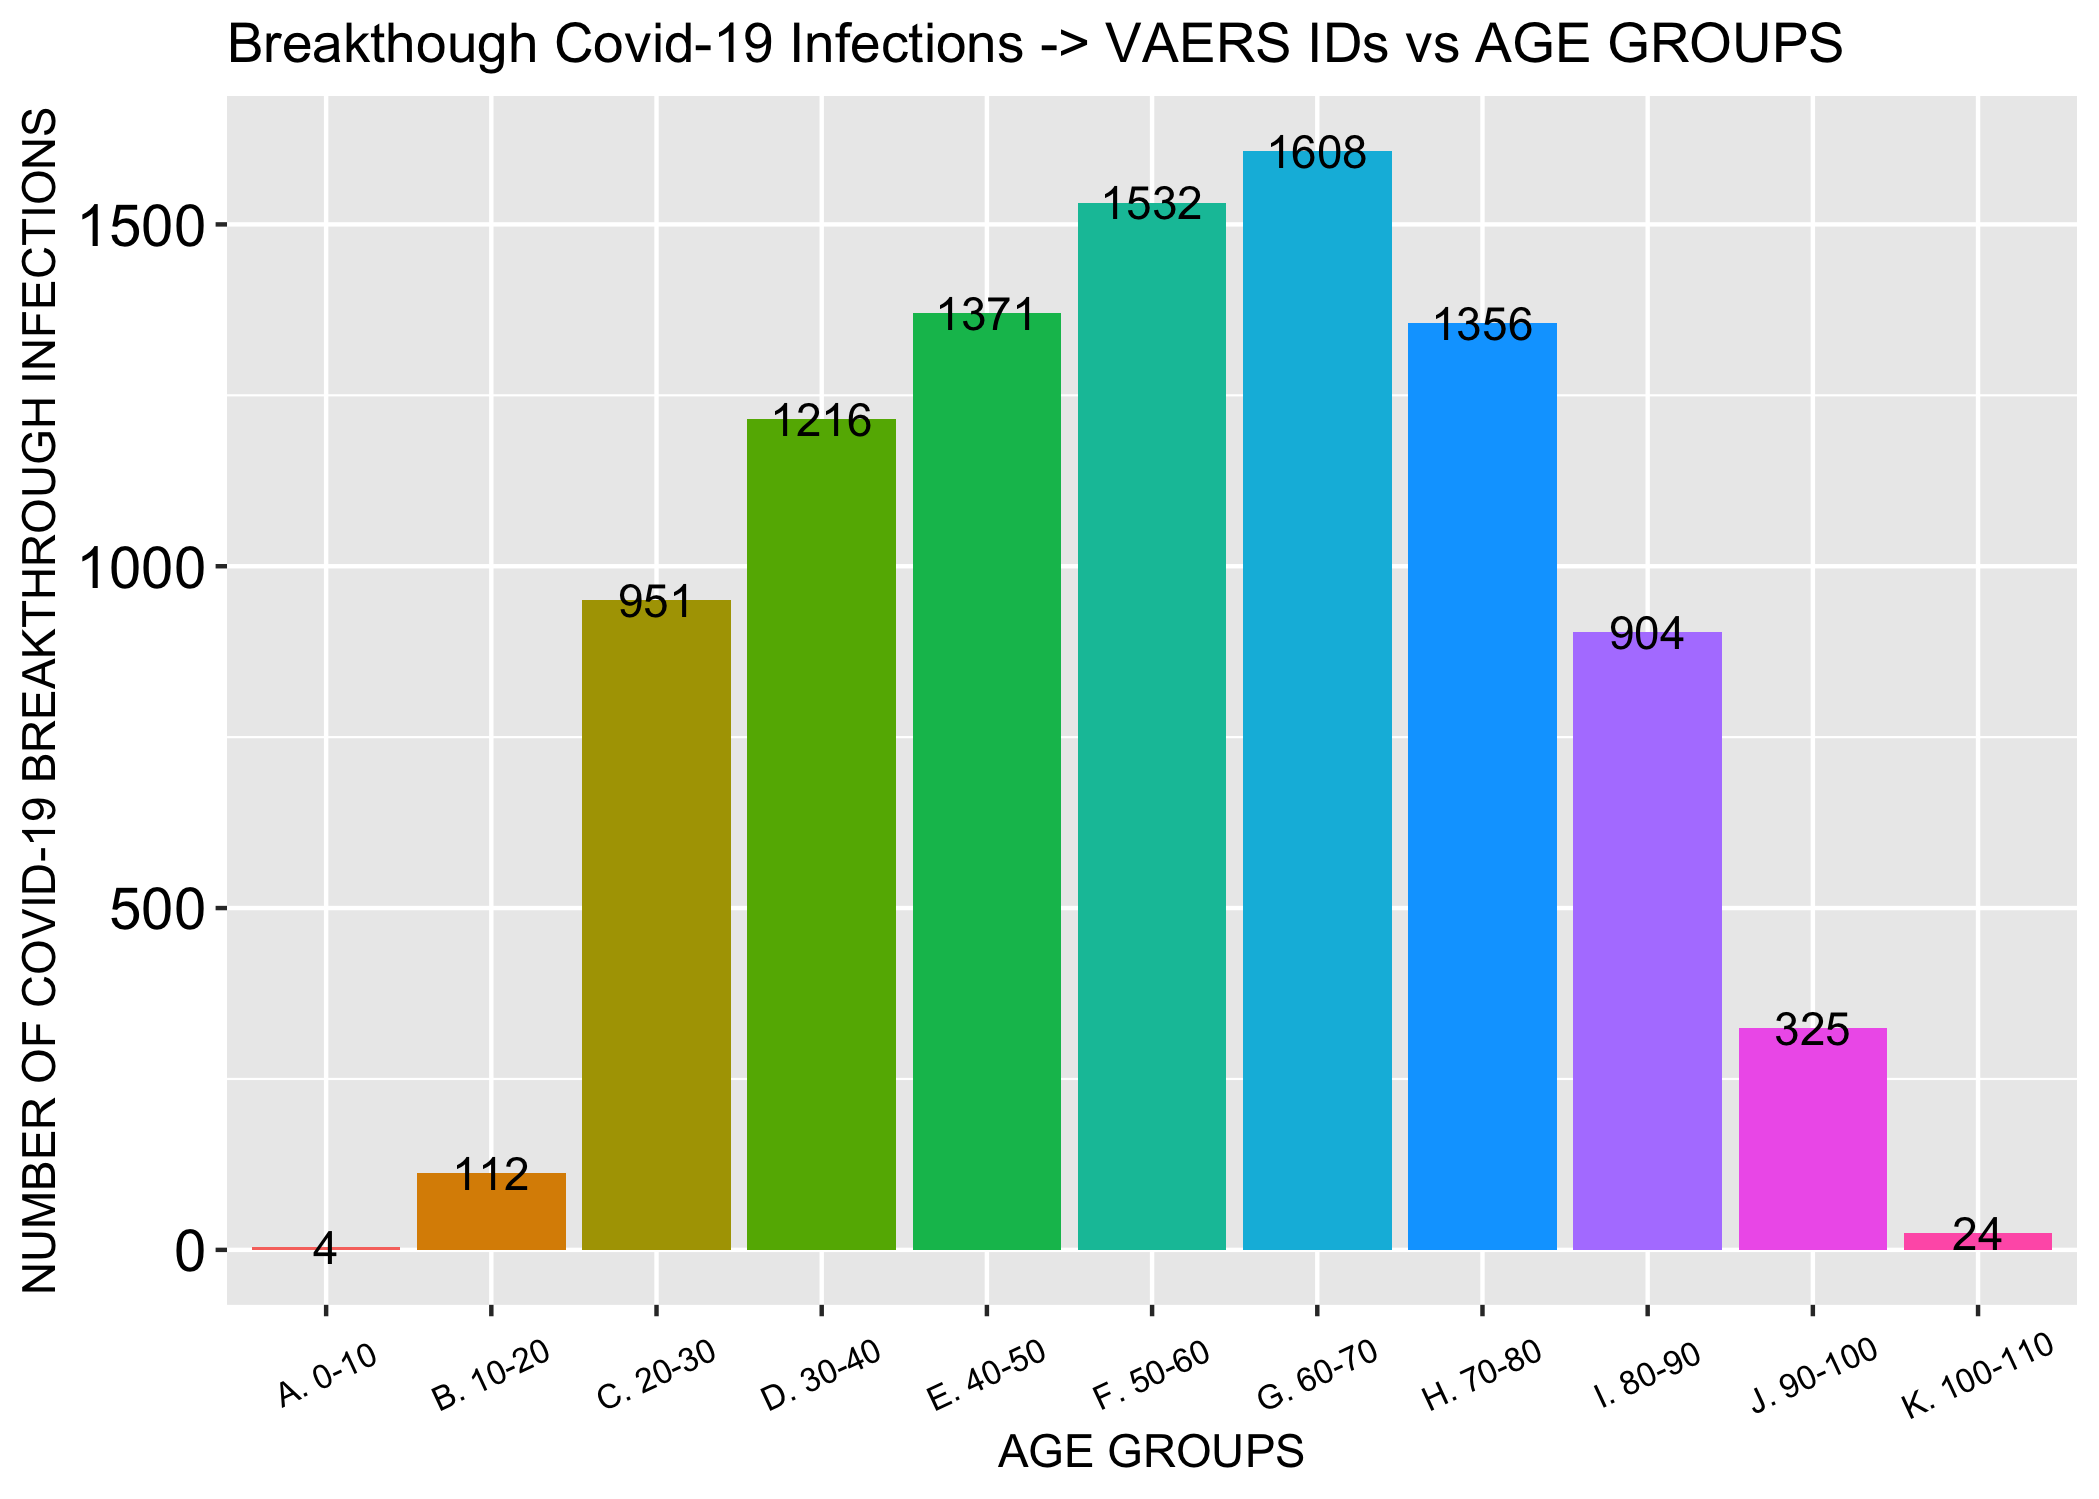 Breakthough Covid-19 Infections -> VAERS IDs vs AGE GROUPS
NUMBER OF COVID-19 BREAKTHROUGH INFECTIONS
1500
1000
500
0
4
112
951
1216
1371
1532
1608
1356
904
325
24
A. 0-10
B. 10-20
C. 20-30
D. 30-40
E. 40-50
F. 50-60
G. 60-70
H. 70-80
I. 80-90
J. 90-100
K. 100-110
AGE GROUPS